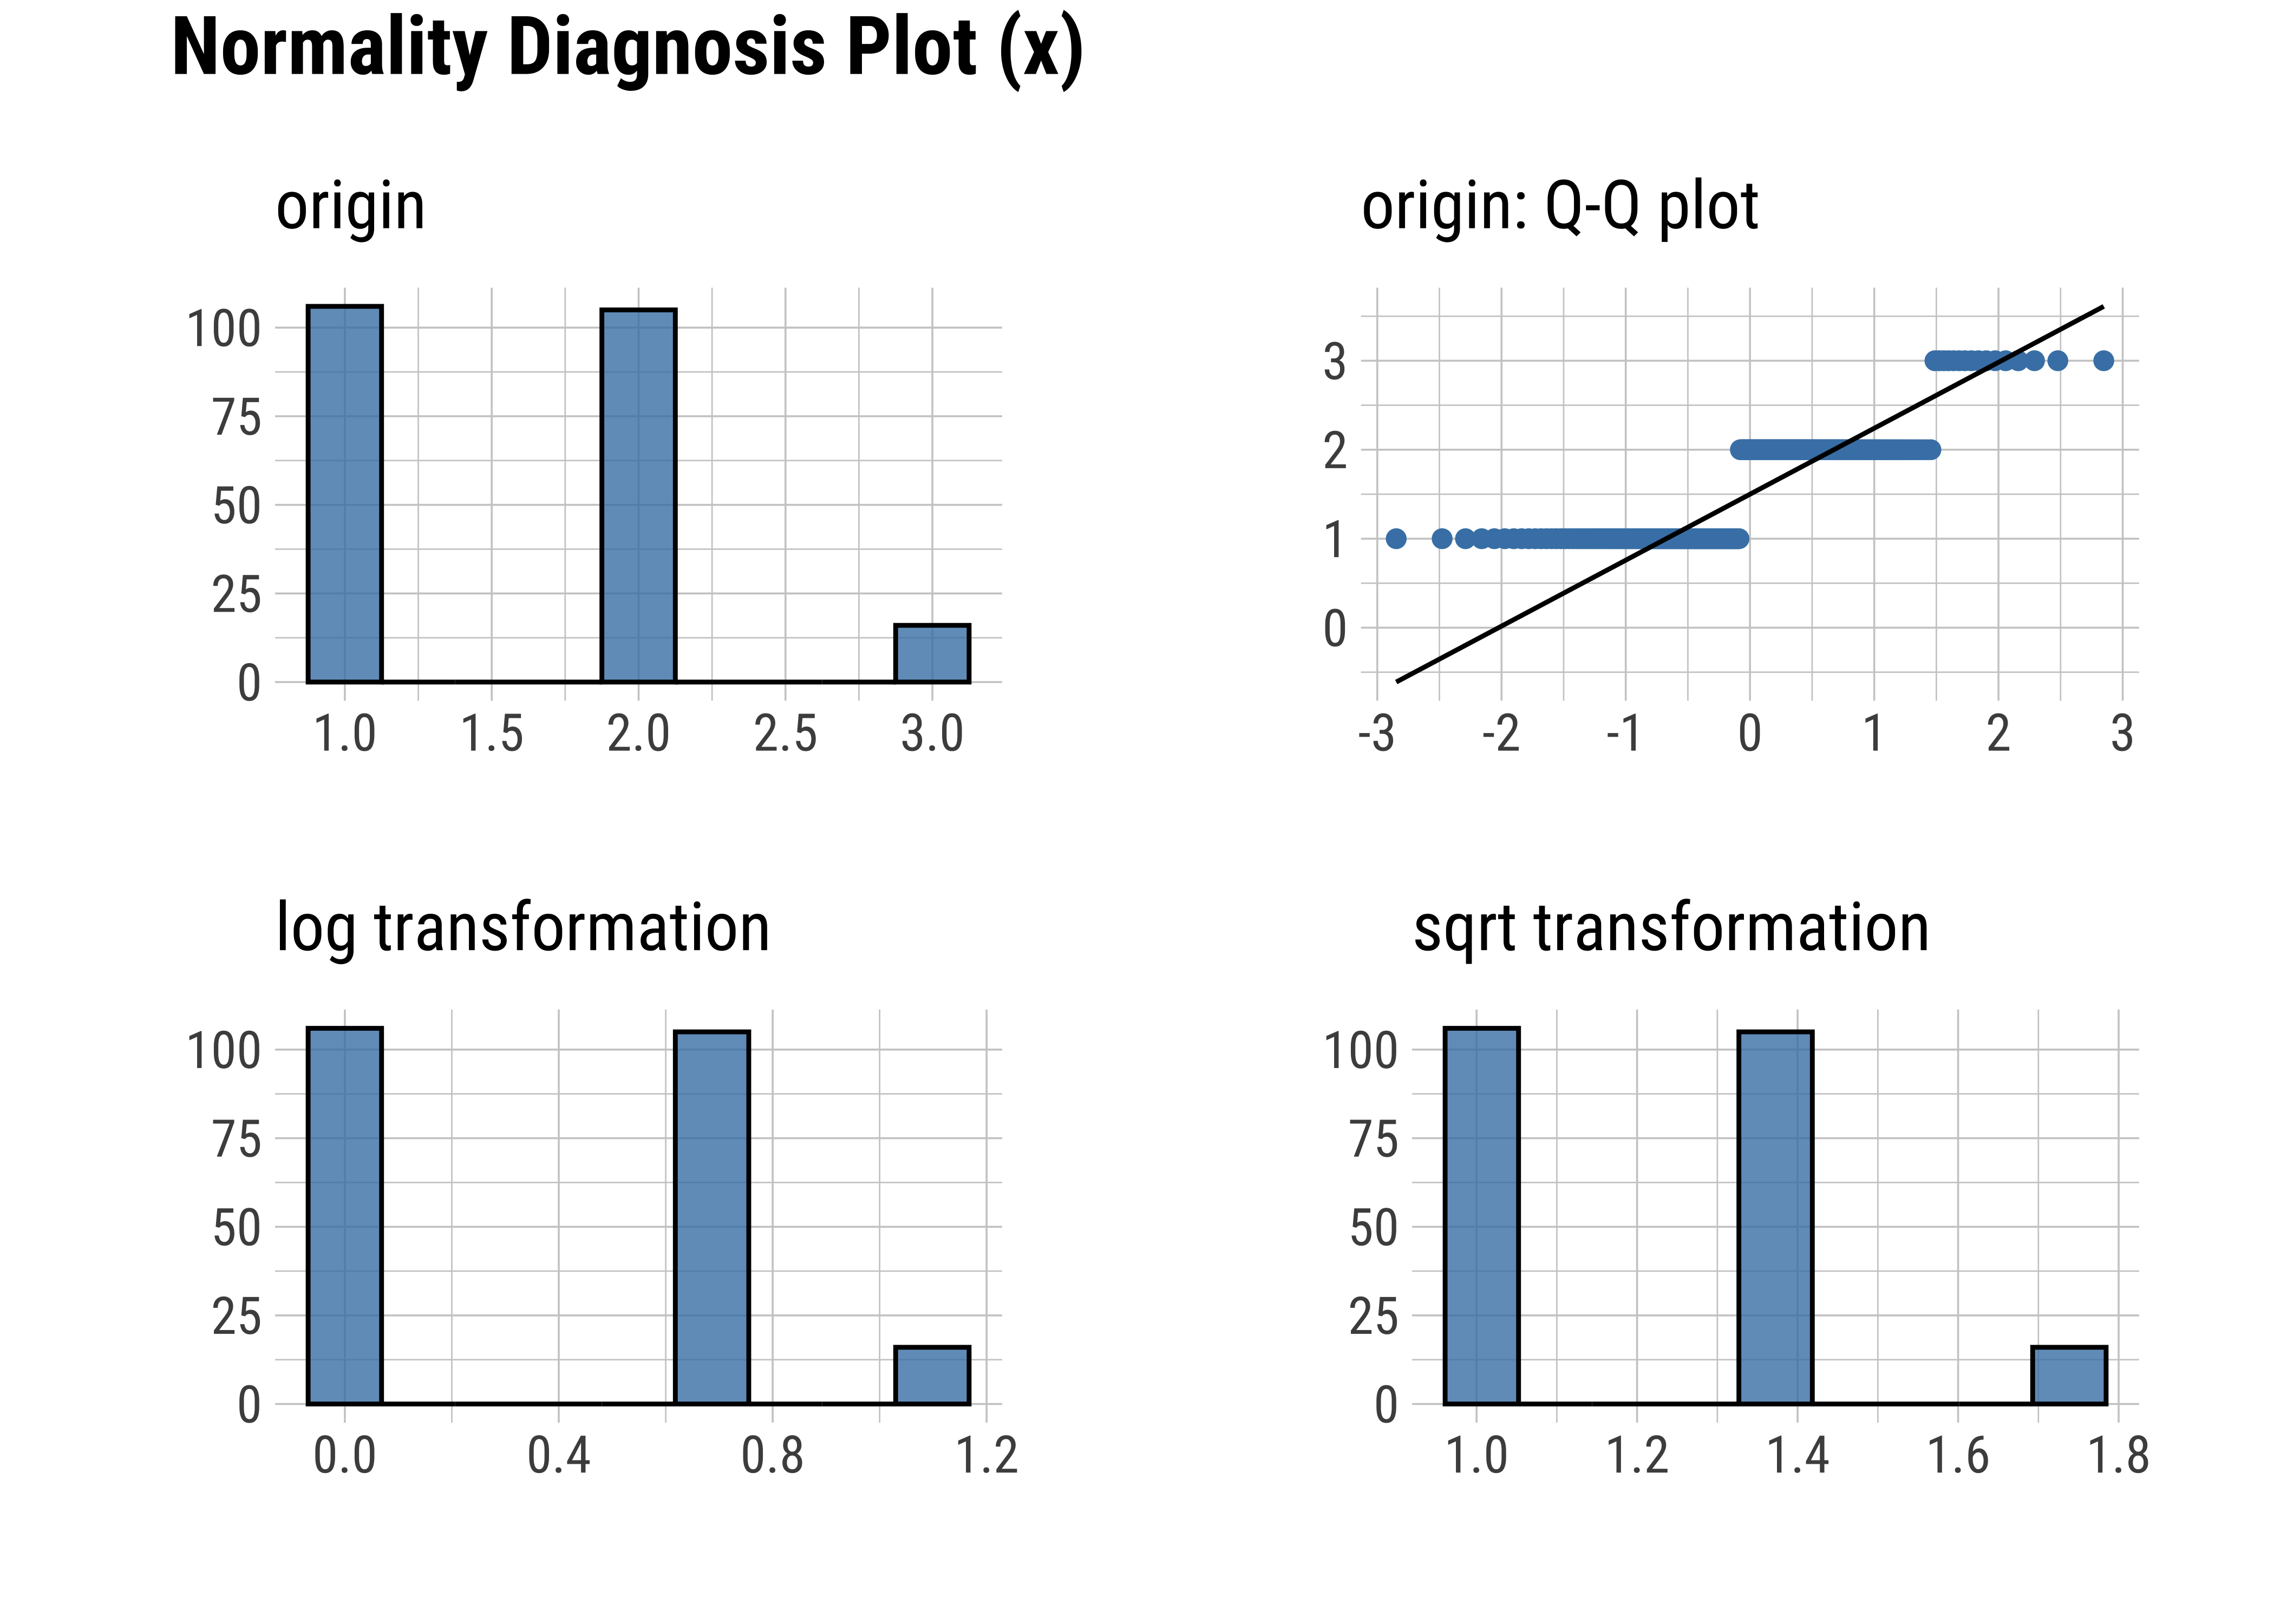 Normality Diagnosis Plot (x)
origin
100
75
50
25
0
1.0 1.5 2.0 2.5 3.0
origin: Q-Q plot
3
2
1
0
-3 -2 -1 0 1 2 3
log transformation
100
75
50
25
0
0.0 0.4 0.8 1.2
sqrt transformation
100
75
50
25
0
1.0 1.2 1.4 1.6 1.8